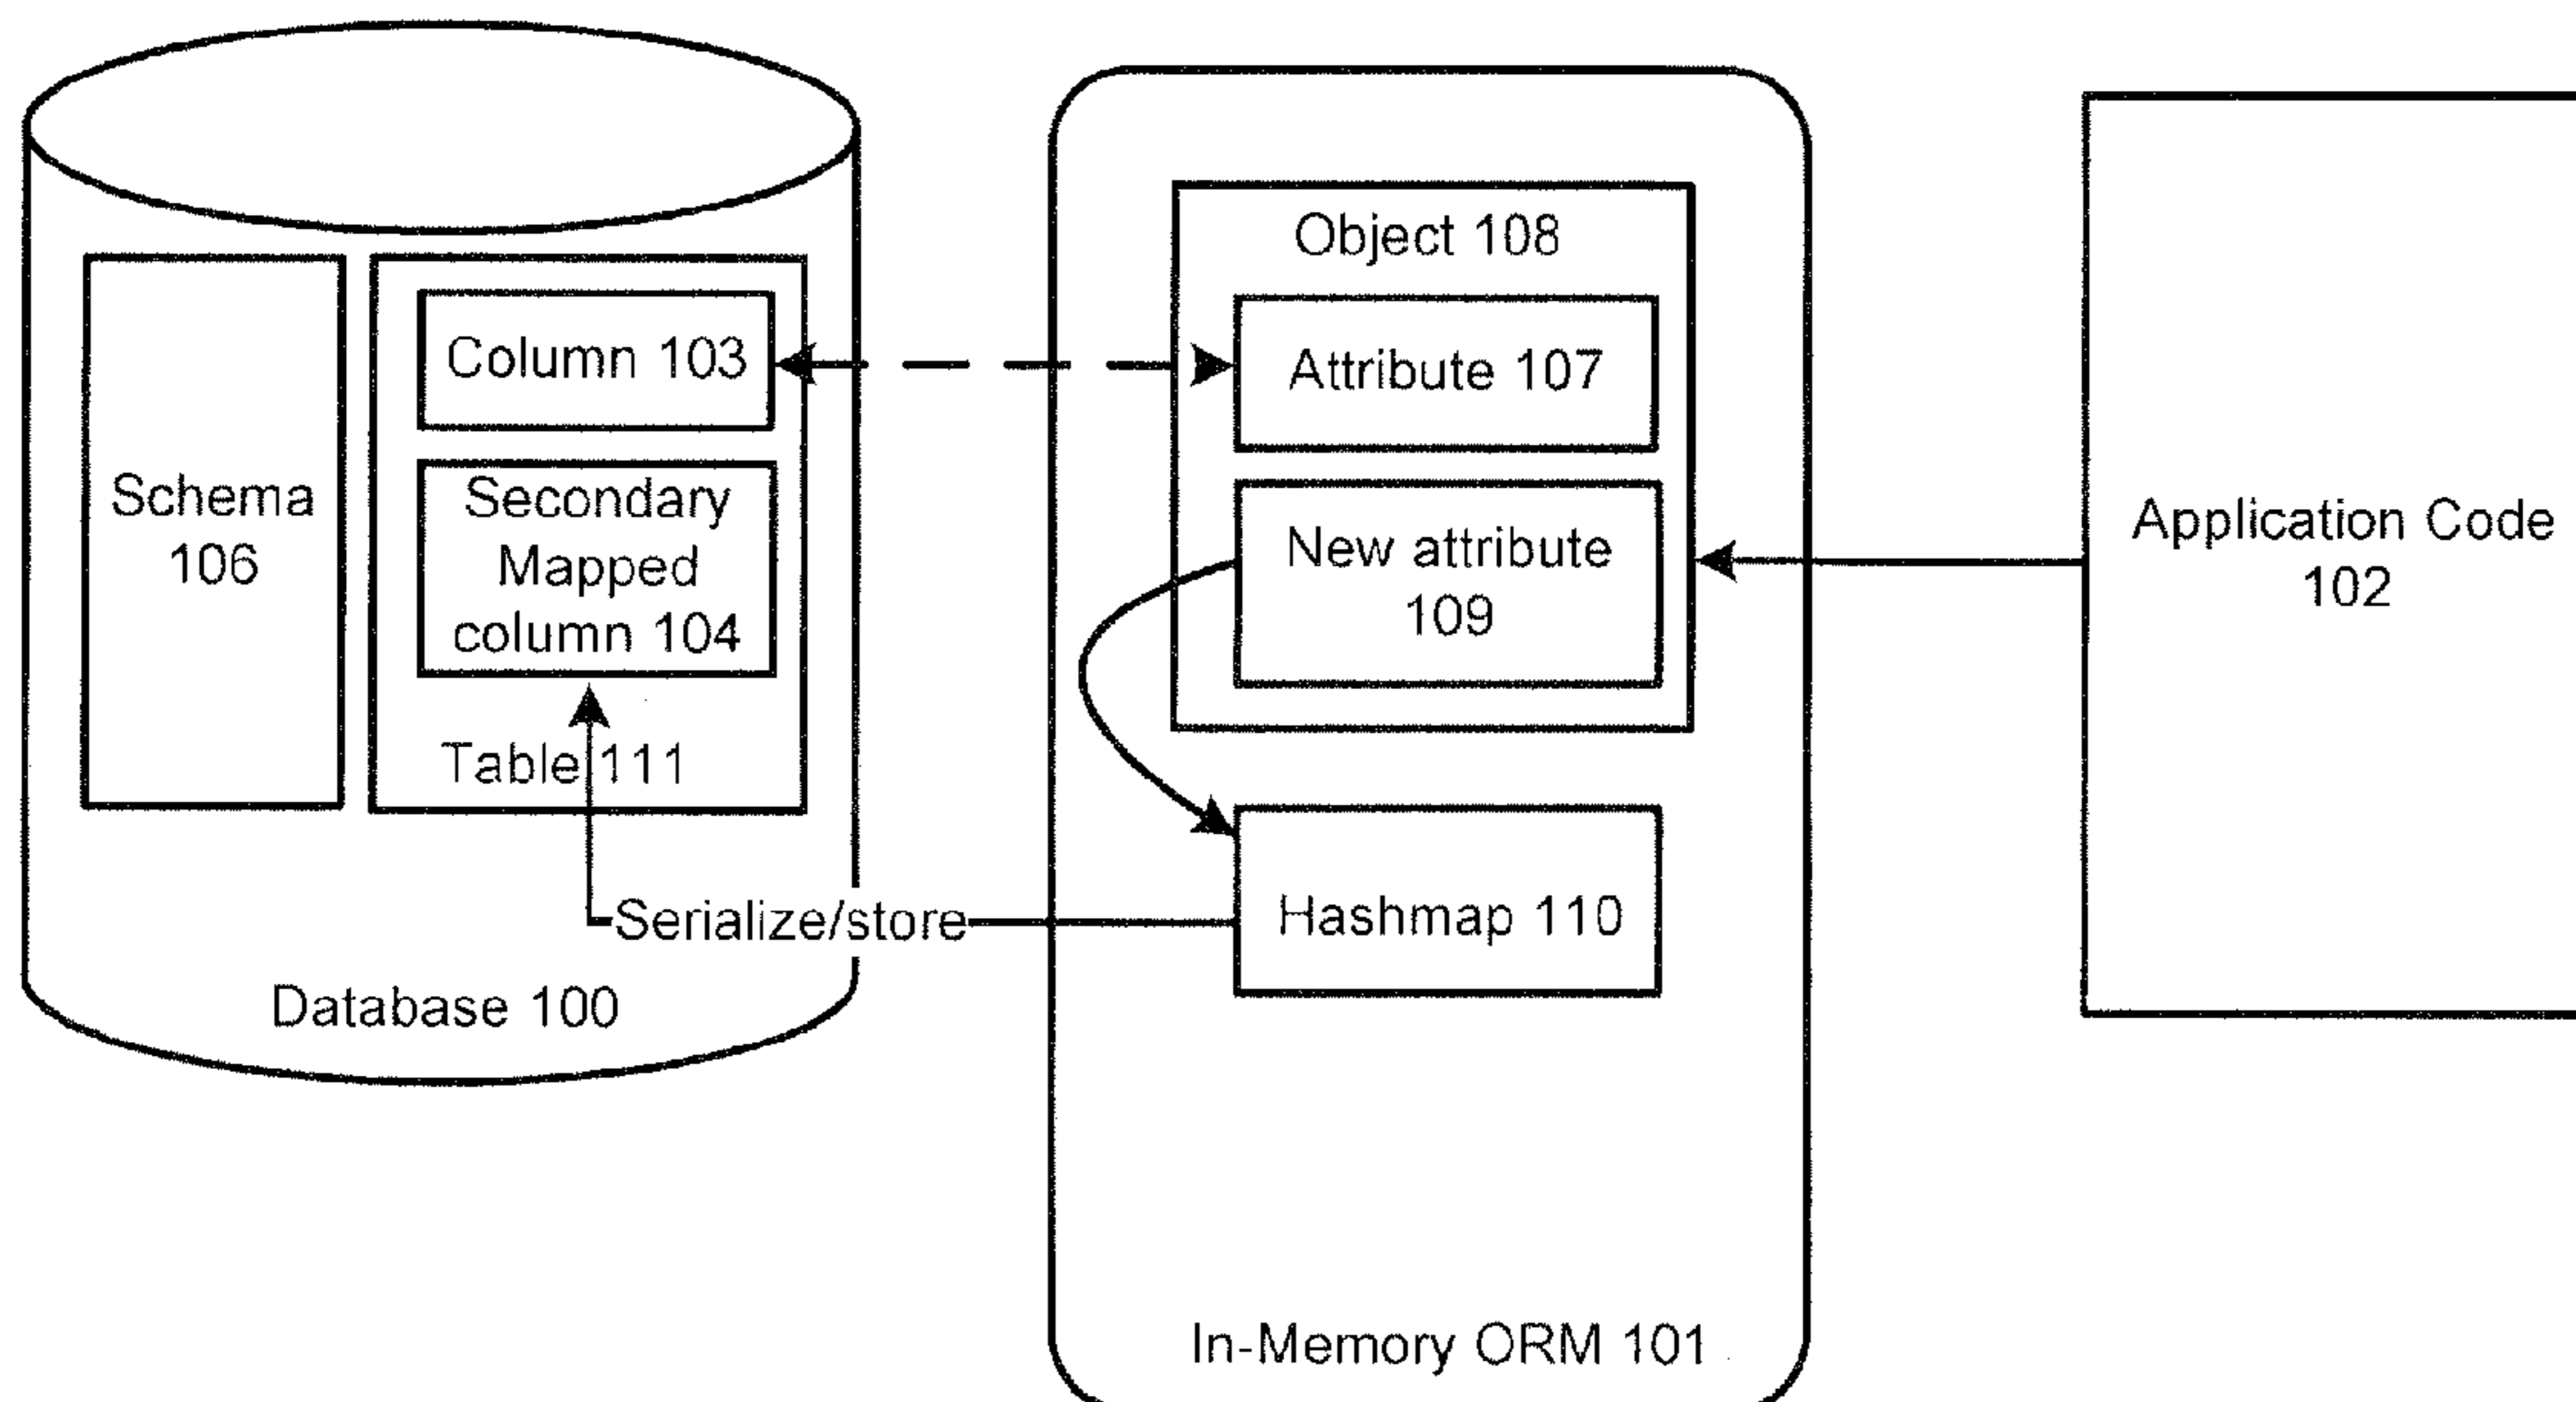 Schema
106
Column 103
Secondary
Mapped
column 104
Table 111
Serialize/store
Database 100
Object 108
Attribute 107
New attribute
109
Hashmap 110
In-Memory ORM 101
Application Code
102